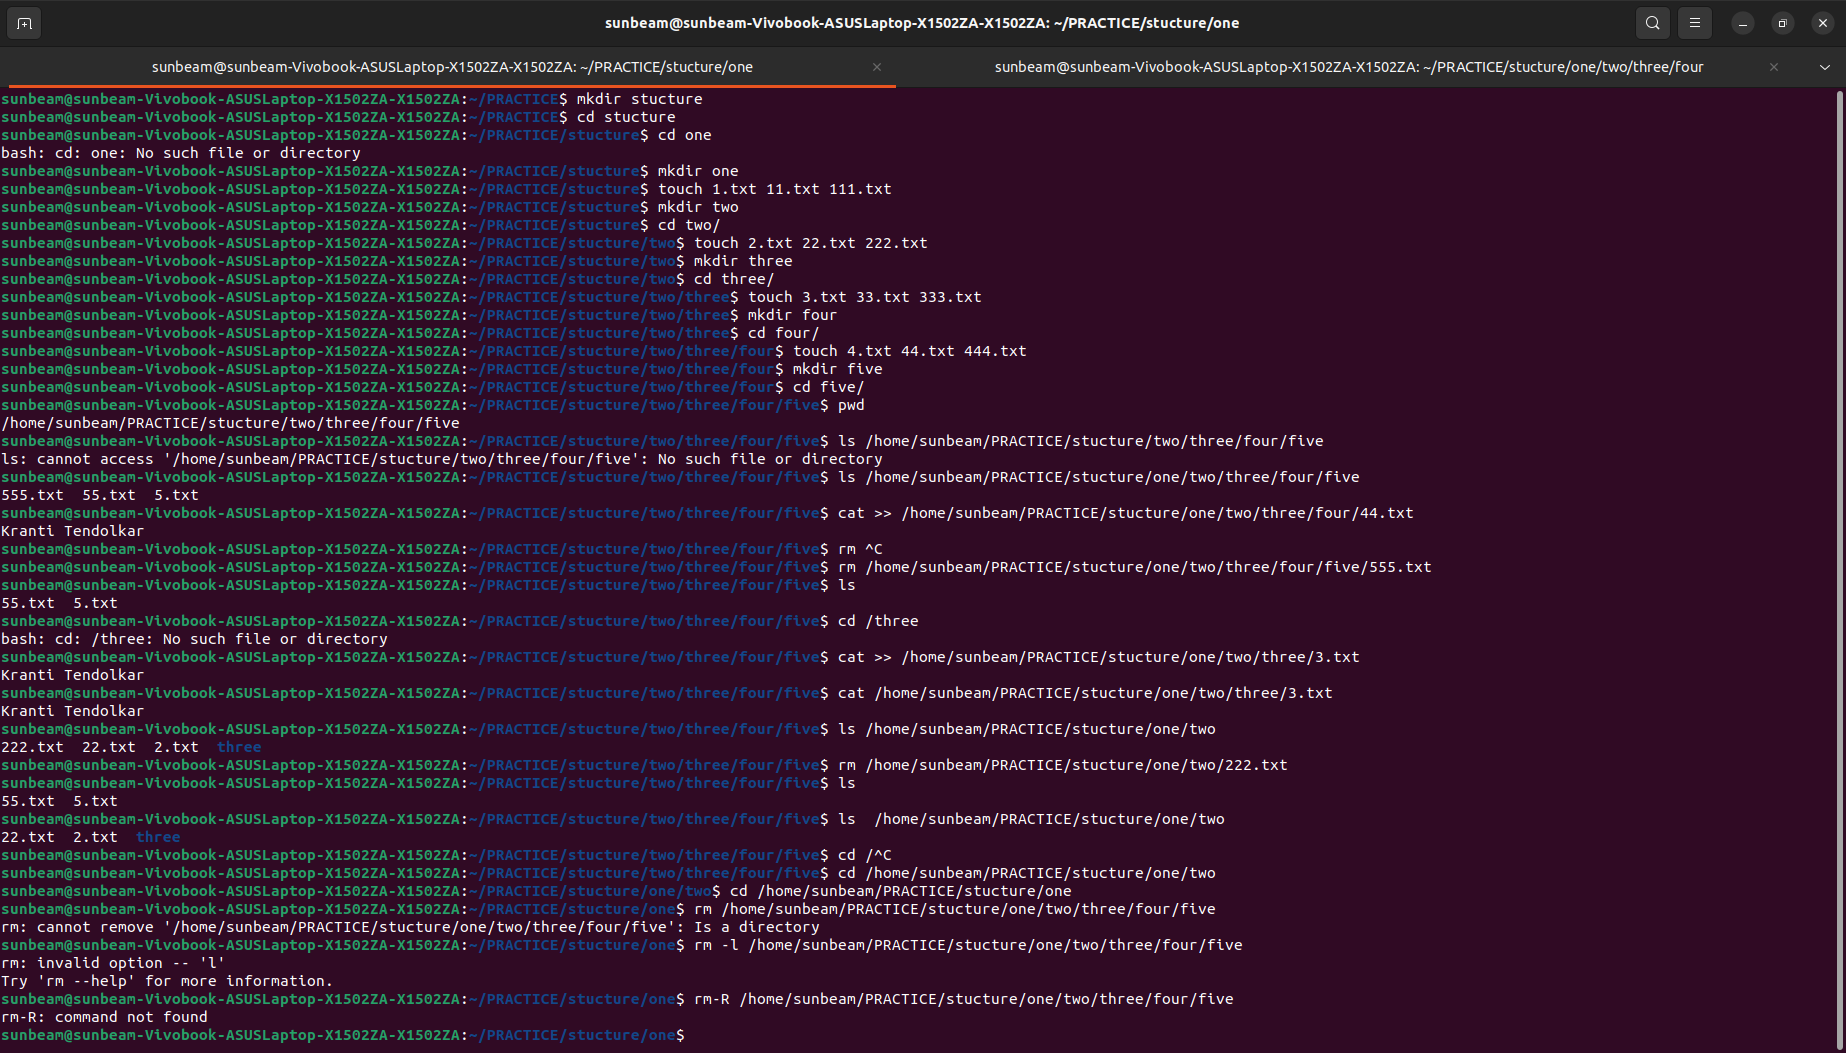 sunbeam@sunbeam-Vivobook-ASUSLaptop-X1502ZA-X1502ZA: ~/PRACTICE/stucture/one
sunbeam@sunbeam-Vivobook-ASUSLaptop-X1502ZA-X1502ZA: ~/PRACTICE/stucture/one
sunbeam@sunbeam-Vivobook-ASUSLaptop-X1502ZA-X1502ZA: ~/PRACTICE/stucture/one/two/three/four
sunbeam@sunbeam-Vivobook-ASUSLaptop-X1502ZA-X1502ZA:~/PRACTICE$ mkdir stucture
sunbeam@sunbeam-Vivobook-ASUSLaptop-X1502ZA-X1502ZA:~/PRACTICE$ cd stucture
sunbeam@sunbeam-Vivobook-ASUSLaptop-X1502ZA-X1502ZA:~/PRACTICE/stucture$ cd one
bash: cd: one: No such file or directory
sunbeam@sunbeam-Vivobook-ASUSLaptop-X1502ZA-X1502ZA:~/PRACTICE/stucture$ mkdir one
sunbeam@sunbeam-Vivobook-ASUSLaptop-X1502ZA-X1502ZA:~/PRACTICE/stucture$ touch 1.txt 11.txt 111.txt
sunbeam@sunbeam-Vivobook-ASUSLaptop-X1502ZA-X1502ZA:~/PRACTICE/stucture$ mkdir two
sunbeam@sunbeam-Vivobook-ASUSLaptop-X1502ZA-X1502ZA:~/PRACTICE/stucture$ cd two/
sunbeam@sunbeam-Vivobook-ASUSLaptop-X1502ZA-X1502ZA:~/PRACTICE/stucture/two$ touch 2.txt 22.txt 222.txt
sunbeam@sunbeam-Vivobook-ASUSLaptop-X1502ZA-X1502ZA:~/PRACTICE/stucture/two$ mkdir three
sunbeam@sunbeam-Vivobook-ASUSLaptop-X1502ZA-X1502ZA:~/PRACTICE/stucture/two$ cd three/
sunbeam@sunbeam-Vivobook-ASUSLaptop-X1502ZA-X1502ZA:~/PRACTICE/stucture/two/three$ touch 3.txt 33.txt 333.txt
sunbeam@sunbeam-Vivobook-ASUSLaptop-X1502ZA-X1502ZA:~/PRACTICE/stucture/two/three$ mkdir four
sunbeam@sunbeam-Vivobook-ASUSLaptop-X1502ZA-X1502ZA:~/PRACTICE/stucture/two/three$ cd four/
sunbeam@sunbeam-Vivobook-ASUSLaptop-X1502ZA-X1502ZA:~/PRACTICE/stucture/two/three/four$ touch 4.txt 44.txt 444.txt
sunbeam@sunbeam-Vivobook-ASUSLaptop-X1502ZA-X1502ZA:~/PRACTICE/stucture/two/three/four$ mkdir five
sunbeam@sunbeam-Vivobook-ASUSLaptop-X1502ZA-X1502ZA:~/PRACTICE/stucture/two/three/four$ cd five/
sunbeam@sunbeam-Vivobook-ASUSLaptop-X1502ZA-X1502ZA:~/PRACTICE/stucture/two/three/four/five$ pwd
/home/sunbeam/PRACTICE/stucture/two/three/four/five
sunbeam@sunbeam-Vivobook-ASUSLaptop-X1502ZA-X1502ZA:~/PRACTICE/stucture/two/three/four/five$ ls /home/sunbeam/PRACTICE/stucture/two/three/four/five
ls: cannot access '/home/sunbeam/PRACTICE/stucture/two/three/four/five': No such file or directory
sunbeam@sunbeam-Vivobook-ASUSLaptop-X1502ZA-X1502ZA:~/PRACTICE/stucture/two/three/four/five$ ls /home/sunbeam/PRACTICE/stucture/one/two/three/four/five
555.txt  55.txt  5.txt
sunbeam@sunbeam-Vivobook-ASUSLaptop-X1502ZA-X1502ZA:~/PRACTICE/stucture/two/three/four/five$ cat >> /home/sunbeam/PRACTICE/stucture/one/two/three/four/44.txt
Kranti Tendolkar
sunbeam@sunbeam-Vivobook-ASUSLaptop-X1502ZA-X1502ZA:~/PRACTICE/stucture/two/three/four/five$ rm ^C
sunbeam@sunbeam-Vivobook-ASUSLaptop-X1502ZA-X1502ZA:~/PRACTICE/stucture/two/three/four/five$ rm /home/sunbeam/PRACTICE/stucture/one/two/three/four/five/555.txt
sunbeam@sunbeam-Vivobook-ASUSLaptop-X1502ZA-X1502ZA:~/PRACTICE/stucture/two/three/four/five$ ls
55.txt  5.txt
sunbeam@sunbeam-Vivobook-ASUSLaptop-X1502ZA-X1502ZA:~/PRACTICE/stucture/two/three/four/five$ cd /three
bash: cd: /three: No such file or directory
sunbeam@sunbeam-Vivobook-ASUSLaptop-X1502ZA-X1502ZA:~/PRACTICE/stucture/two/three/four/five$ cat >> /home/sunbeam/PRACTICE/stucture/one/two/three/3.txt
Kranti Tendolkar
sunbeam@sunbeam-Vivobook-ASUSLaptop-X1502ZA-X1502ZA:~/PRACTICE/stucture/two/three/four/five$ cat /home/sunbeam/PRACTICE/stucture/one/two/three/3.txt
Kranti Tendolkar
sunbeam@sunbeam-Vivobook-ASUSLaptop-X1502ZA-X1502ZA:~/PRACTICE/stucture/two/three/four/five$ ls /home/sunbeam/PRACTICE/stucture/one/two
222.txt  22.txt  2.txt  three
sunbeam@sunbeam-Vivobook-ASUSLaptop-X1502ZA-X1502ZA:~/PRACTICE/stucture/two/three/four/five$ rm /home/sunbeam/PRACTICE/stucture/one/two/222.txt
sunbeam@sunbeam-Vivobook-ASUSLaptop-X1502ZA-X1502ZA:~/PRACTICE/stucture/two/three/four/five$ ls
55.txt  5.txt
sunbeam@sunbeam-Vivobook-ASUSLaptop-X1502ZA-X1502ZA:~/PRACTICE/stucture/two/three/four/five$ ls  /home/sunbeam/PRACTICE/stucture/one/two
22.txt  2.txt  three
sunbeam@sunbeam-Vivobook-ASUSLaptop-X1502ZA-X1502ZA:~/PRACTICE/stucture/two/three/four/five$ cd /^C
sunbeam@sunbeam-Vivobook-ASUSLaptop-X1502ZA-X1502ZA:~/PRACTICE/stucture/two/three/four/five$ cd /home/sunbeam/PRACTICE/stucture/one/two
sunbeam@sunbeam-Vivobook-ASUSLaptop-X1502ZA-X1502ZA:~/PRACTICE/stucture/one/two$ cd /home/sunbeam/PRACTICE/stucture/one
sunbeam@sunbeam-Vivobook-ASUSLaptop-X1502ZA-X1502ZA:~/PRACTICE/stucture/one$ rm /home/sunbeam/PRACTICE/stucture/one/two/three/four/five
rm: cannot remove '/home/sunbeam/PRACTICE/stucture/one/two/three/four/five': Is a directory
sunbeam@sunbeam-Vivobook-ASUSLaptop-X1502ZA-X1502ZA:~/PRACTICE/stucture/one$ rm -l /home/sunbeam/PRACTICE/stucture/one/two/three/four/five
rm: invalid option -- 'l'
Try 'rm --help' for more information.
sunbeam@sunbeam-Vivobook-ASUSLaptop-X1502ZA-X1502ZA:~/PRACTICE/stucture/one$ rm-R /home/sunbeam/PRACTICE/stucture/one/two/three/four/five
rm-R: command not found
sunbeam@sunbeam-Vivobook-ASUSLaptop-X1502ZA-X1502ZA:~/PRACTICE/stucture/one$